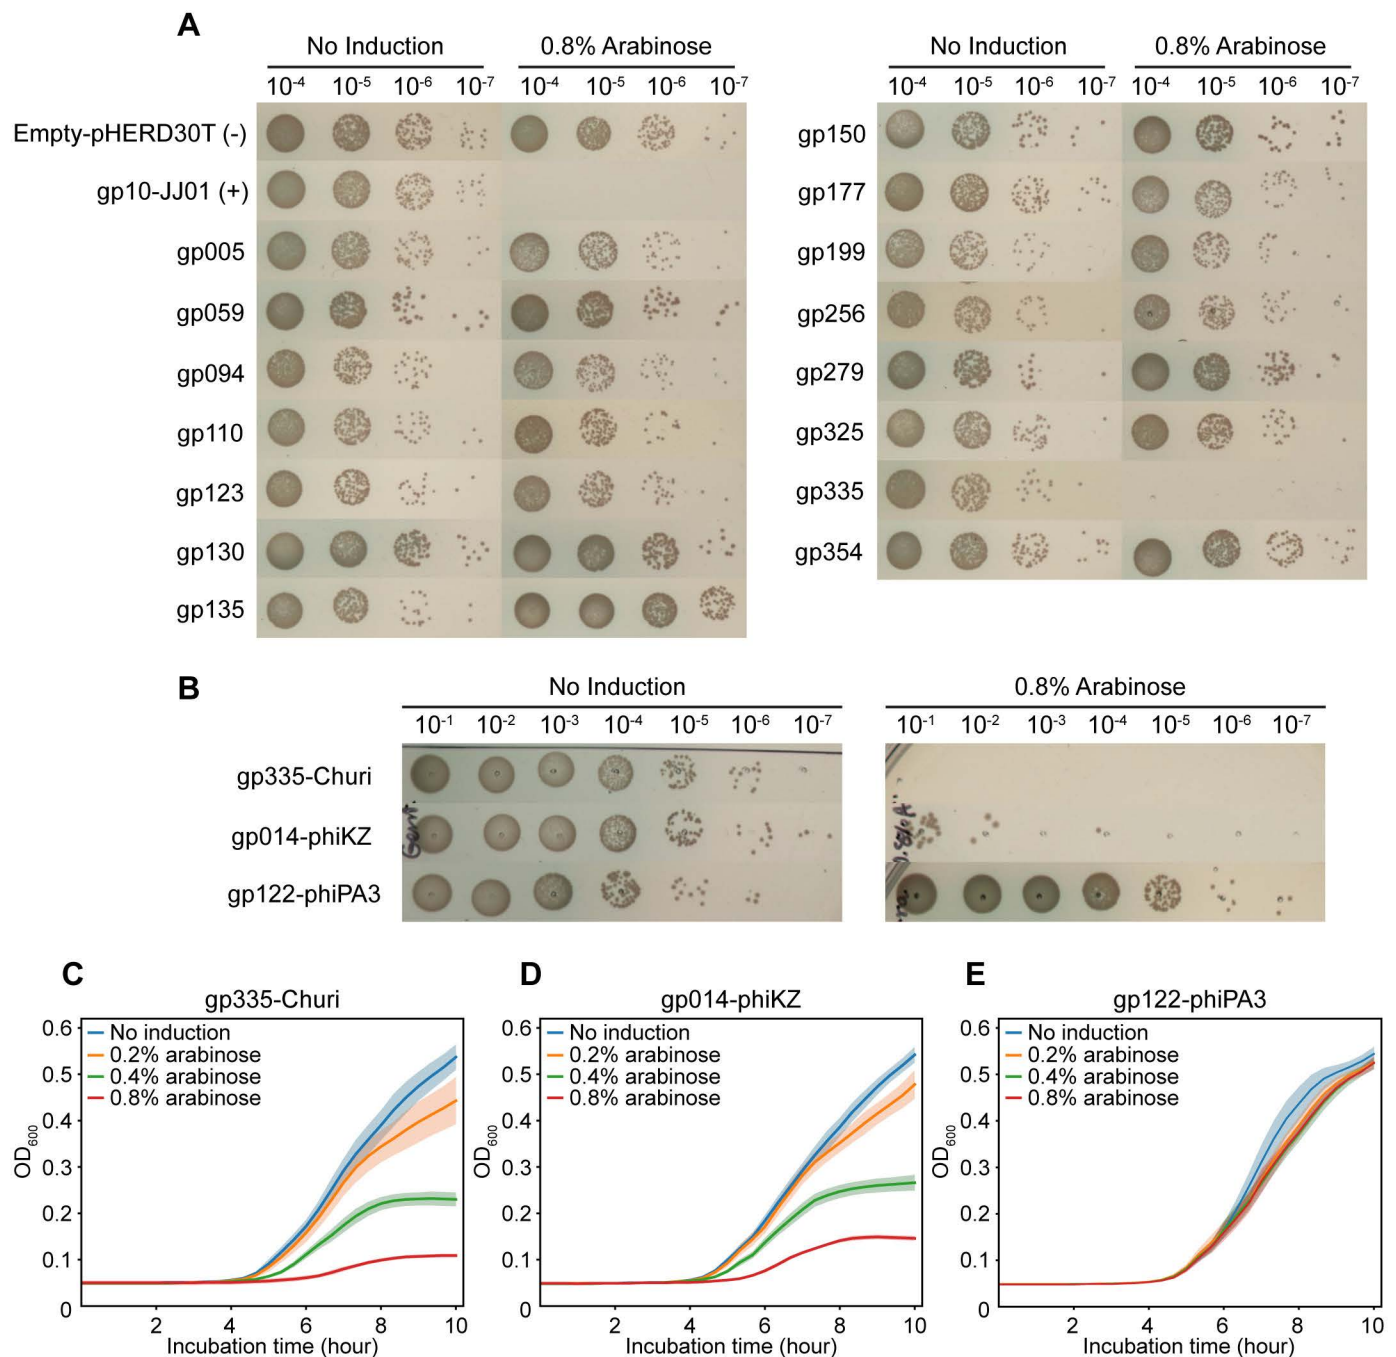 A
No Induction 0.8% Arabinose No Induction 0.8% Arabinose
10-4 10-5 10-6 10-7 10-4 10-5 10-6 10-7 10-4 10-5 10-6 10-7 10-4 10-5 10-6 10-7
Empty-pHERD30T (-) gp150
gp10-JJ01 (+) gp177
gp005 gp199
gp059 gp256
gp094 gp279
gp110 gp325
gp123 gp335
gp130 gp354
gp135
B
No Induction 0.8% Arabinose
10-1 10-2 10-3 10-4 10-5 10-6 10-7 10-1 10-2 10-3 10-4 10-5 10-6 10-7
gp335-Churi
gp014-phiKZ
gp122-phiPA3
C
gp335-Churi
No induction
0.2% arabinose
0.4% arabinose
0.8% arabinose
0.6
0.5
0.4
0.3
0.2
0.1
0
OD600
2 4 6 8 10
Incubation time (hour)
D
gp014-phiKZ
No induction
0.2% arabinose
0.4% arabinose
0.8% arabinose
0.6
0.5
0.4
0.3
0.2
0.1
0
OD600
2 4 6 8 10
Incubation time (hour)
E
gp122-phiPA3
No induction
0.2% arabinose
0.4% arabinose
0.8% arabinose
0.6
0.5
0.4
0.3
0.2
0.1
0
OD600
2 4 6 8 10
Incubation time (hour)